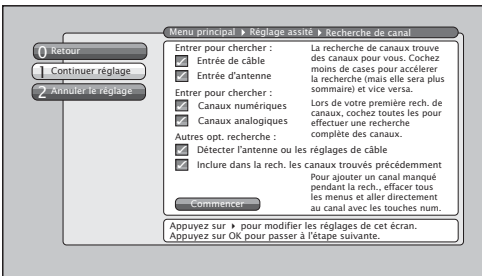 Menu principal ▸ Réglage assité ▸ Recherche de canal
0 Retour
1 Continuer réglage
2 Annuler le réglage
Entrer pour chercher :
Entrée de câble
Entrée d'antenne
Entrer pour chercher :
Canaux numériques
Canaux analogiques
Autres opt. recherche :
Détecter l'antenne ou les réglages de câble
Inclure dans la rech. les canaux trouvés précédemment
Commencer
La recherche de canaux trouve
des canaux pour vous. Cochez
moins de cases pour accélerer
la recherche (mais elle sera plus
sommaire) et vice versa.
Lors de votre première rech. de
canaux, cochez toutes les pour
effectuer une recherche
complète des canaux.
Pour ajouter un canal manqué
pendant la rech., effacer tous
les menus et aller directement
au canal avec les touches num.
Appuyez sur ▸ pour modifier les réglages de cet écran.
Appuyez sur OK pour passer à l'étape suivante.